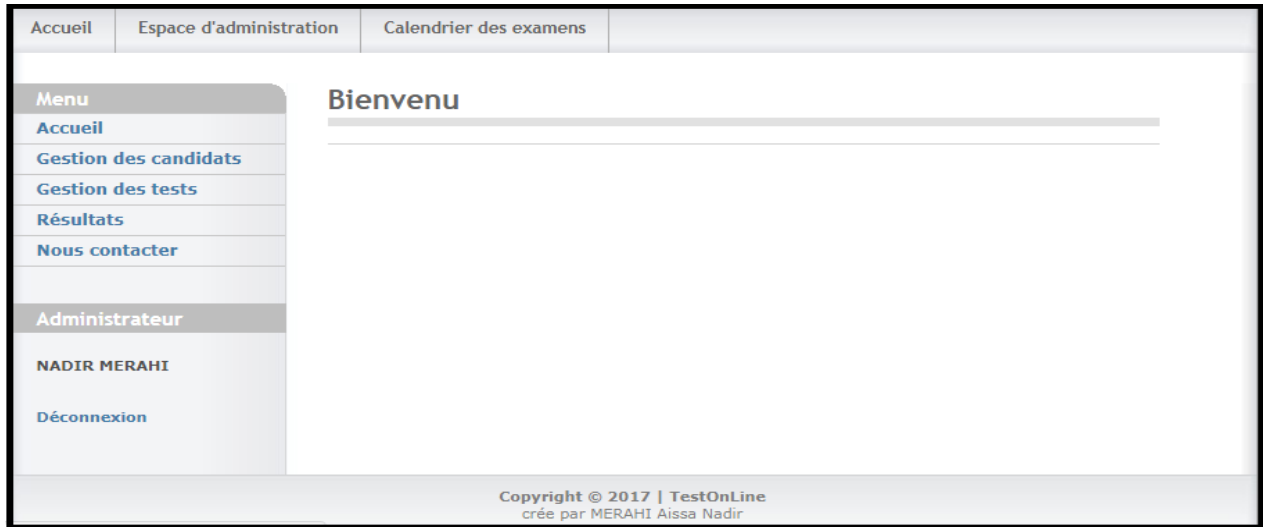 Accueil Espace d'administration Calendrier des examens
Menu
Accueil
Gestion des candidats
Gestion des tests
Résultats
Nous contacter
Administrateur
NADIR MERAHI
Déconnexion
Bienvenu
Copyright © 2017 | TestOnLine
crée par MERAHI Aissa Nadir